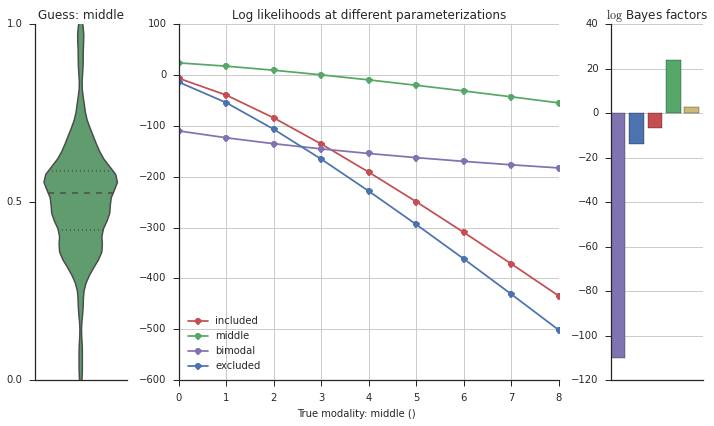 Guess: middle
1.0
0.5
0.0
Log likelihoods at different parameterizations
100
0
−100
−200
−300
−400
−500
−600
included
middle
bimodal
excluded
0 1 2 3 4 5 6 7 8
True modality: middle ()
log Bayes factors
40
20
0
−20
−40
−60
−80
−100
−120